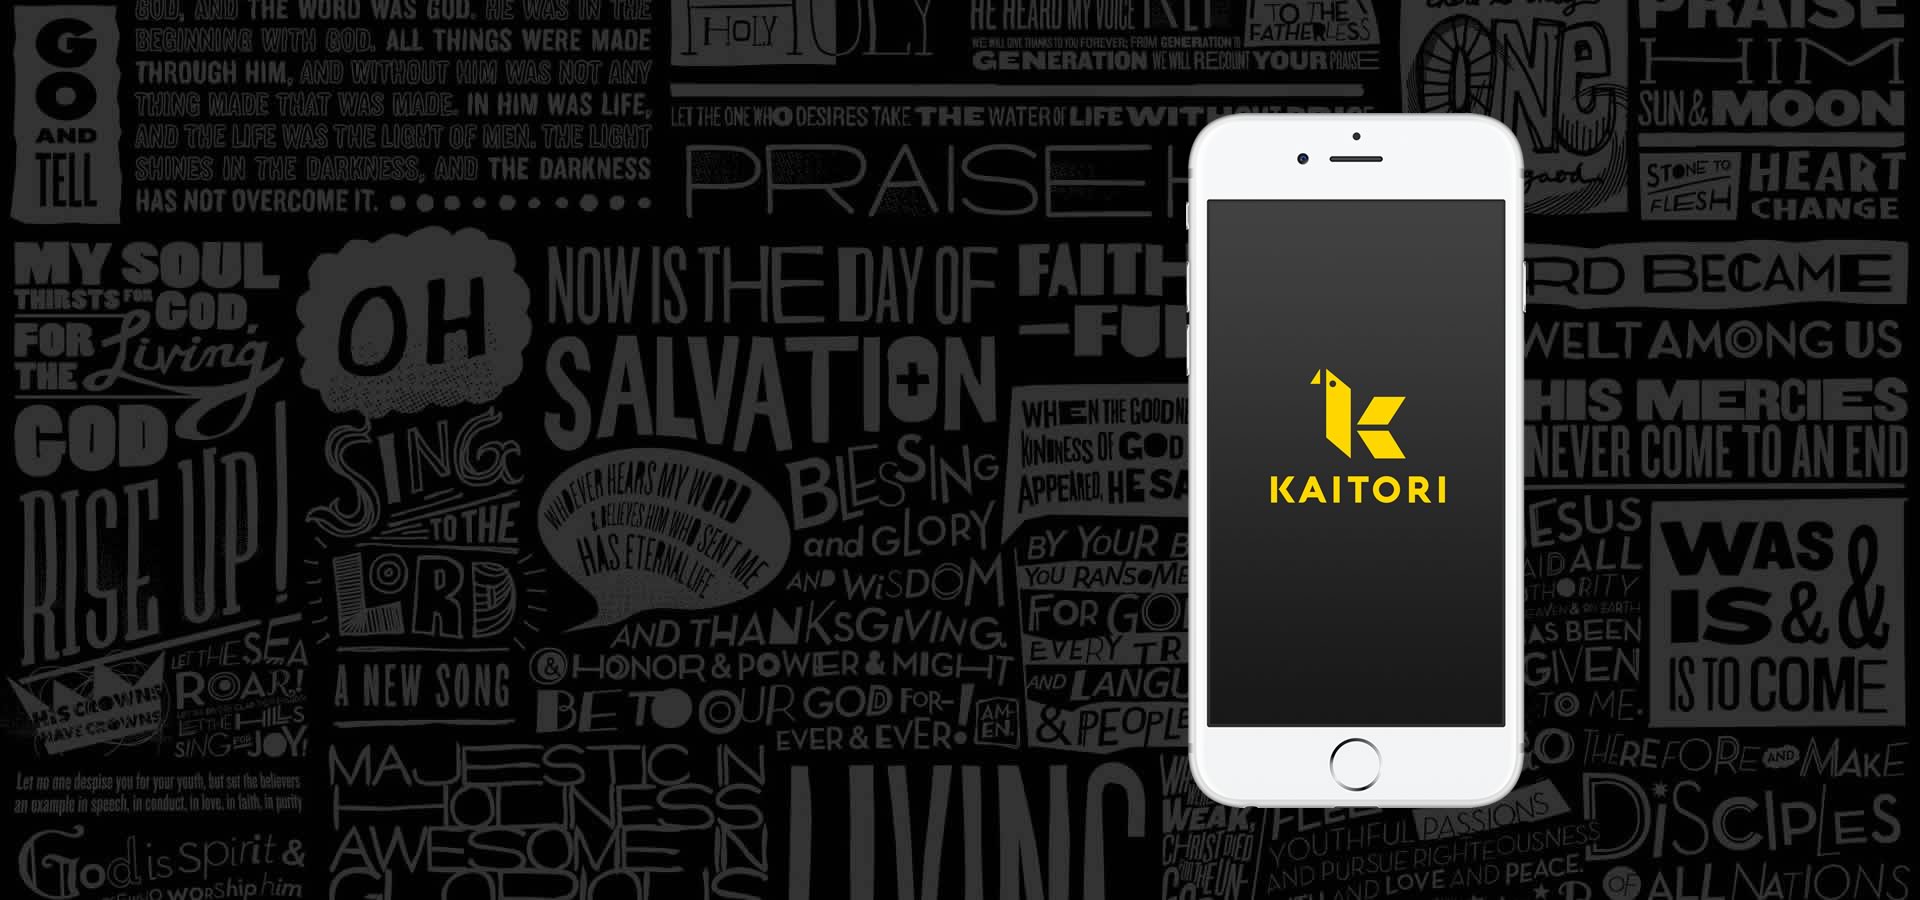 GO
AND
TELL
GOD, AND THE WORD WAS GOD. HE WAS IN THE
BEGINNING WITH GOD. ALL THINGS WERE MADE
THROUGH HIM, AND WITHOUT HIM WAS NOT ANY
THING MADE THAT WAS MADE. IN HIM WAS LIFE,
AND THE LIFE WAS THE LIGHT OF MEN. THE LIGHT
SHINES IN THE DARKNESS, AND THE DARKNESS
HAS NOT OVERCOME IT.
HOLY
HE HEARD MY VOICE
WE WILL GIVE THANKS TO YOU FOREVER; FROM GENERATION TO
GENERATION WE WILL RECOUNT YOUR PRAISE
TO THE
FATHERLESS
LET THE ONE WHO DESIRES TAKE THE WATER OF LIFE WITHOUT PRICE
PRAISE
ONE
good
PRAISE
HIM
SUN & MOON
STONE TO
FLESH
HEART
CHANGE
MY SOUL
THIRSTS FOR
GOD,
FOR
THE
Living
GOD
OH
SING
TO THE
LORD
A NEW SONG
RISE UP!
NOW IS THE DAY OF
SALVATION
FAITH
-FUL
WHOEVER HEARS MY WORD
& BELIEVES HIM WHO SENT ME
HAS ETERNAL LIFE
BLESSING
and GLORY
AND WiSDOM
AND THANKSGIVING.
& HONOR & POWER & MIGHT
BE TO OUR GOD FOR-
EVER & EVER!
AM-
EN.
WHEN THE GOODNE
KINDNESS OF GOD
APPEARED, HE SA
BY YOUR B
YOU RANSOME
FOR GO
EVERY TR
AND LANGU
& PEOPLE
KAITORI
RD BECAME
WELT AMONG US
HIS MERCIES
NEVER COME TO AN END
ESUS
AID ALL
THORITY
EAVEN & ON EARTH
AS BEEN
GIVEN
TO ME.
WAS &
IS & &
IS TO COME
HIS CROWNS
HAVE CROWNS
LET THE SEA
ROAR!
LET THE HILLS
SING FOR JOY!
Let no one despise you for your youth, but set the believers
an example in speech, in conduct, in love, in faith, in purity
God is spirit &
worship him
MAJESTIC IN
HOLINESS
AWESOME IN
LIVING
WEAK,
CHRIST DIED
FOR THE UN-
FLEE
YOUTHFUL PASSIONS
AND PURSUE RIGHTEOUSNESS
AND LOVE AND PEACE.
GO THEREFORE AND MAKE
DISCIPLES
OF ALL NATIONS